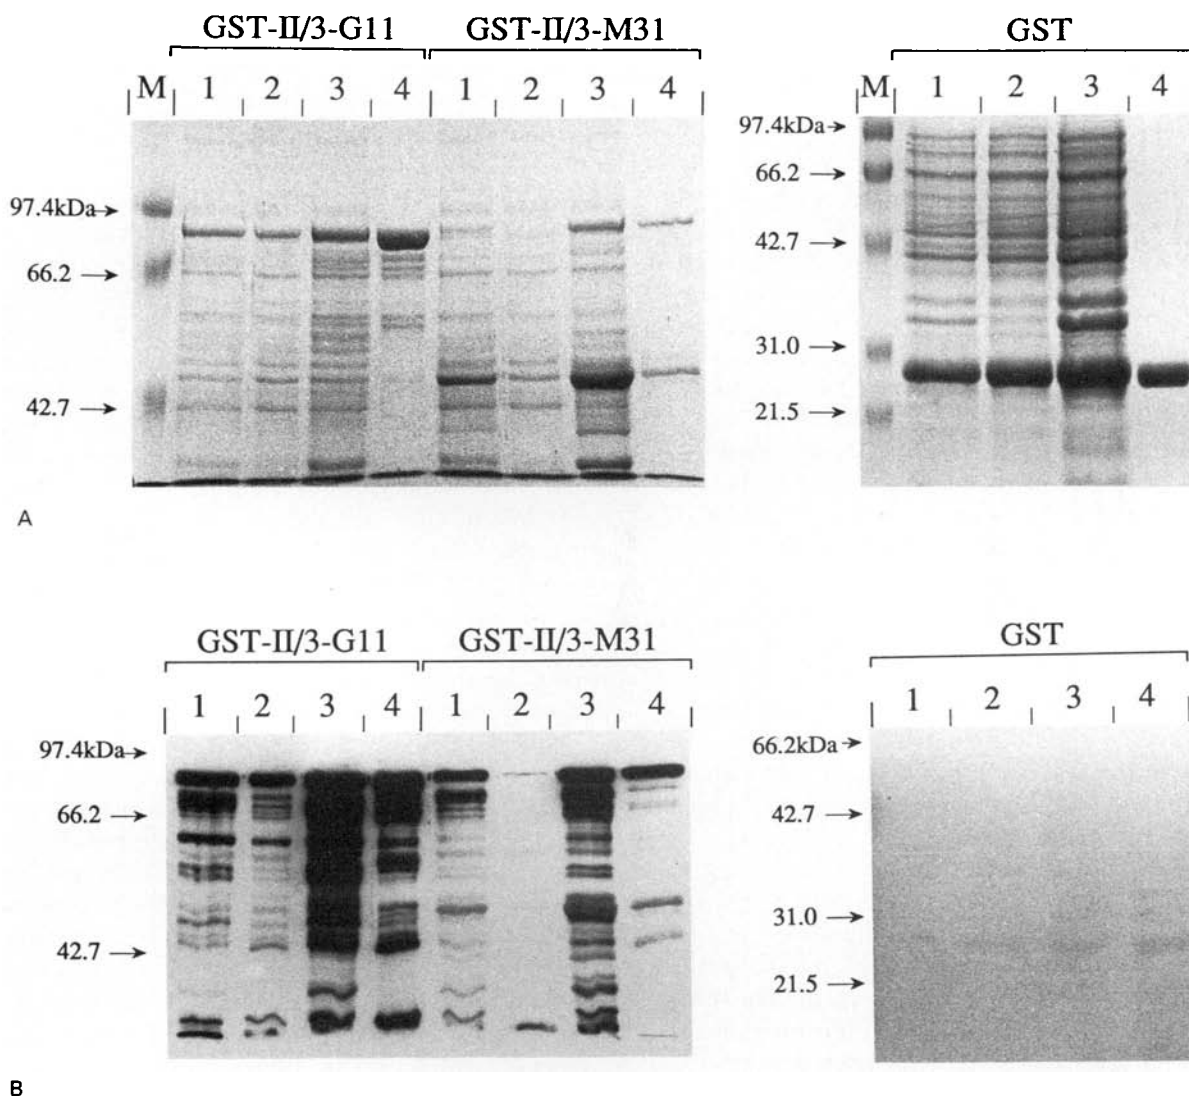 GST-II/3-G11 GST-II/3-M31 GST
M 1 2 3 4 1 2 3 4 M 1 2 3 4
97.4kDa
66.2
42.7
97.4kDa
66.2
42.7
31.0
21.5
A
GST-II/3-G11 GST-II/3-M31 GST
1 2 3 4 1 2 3 4 1 2 3 4
97.4kDa
66.2
42.7
66.2kDa
42.7
31.0
21.5
B